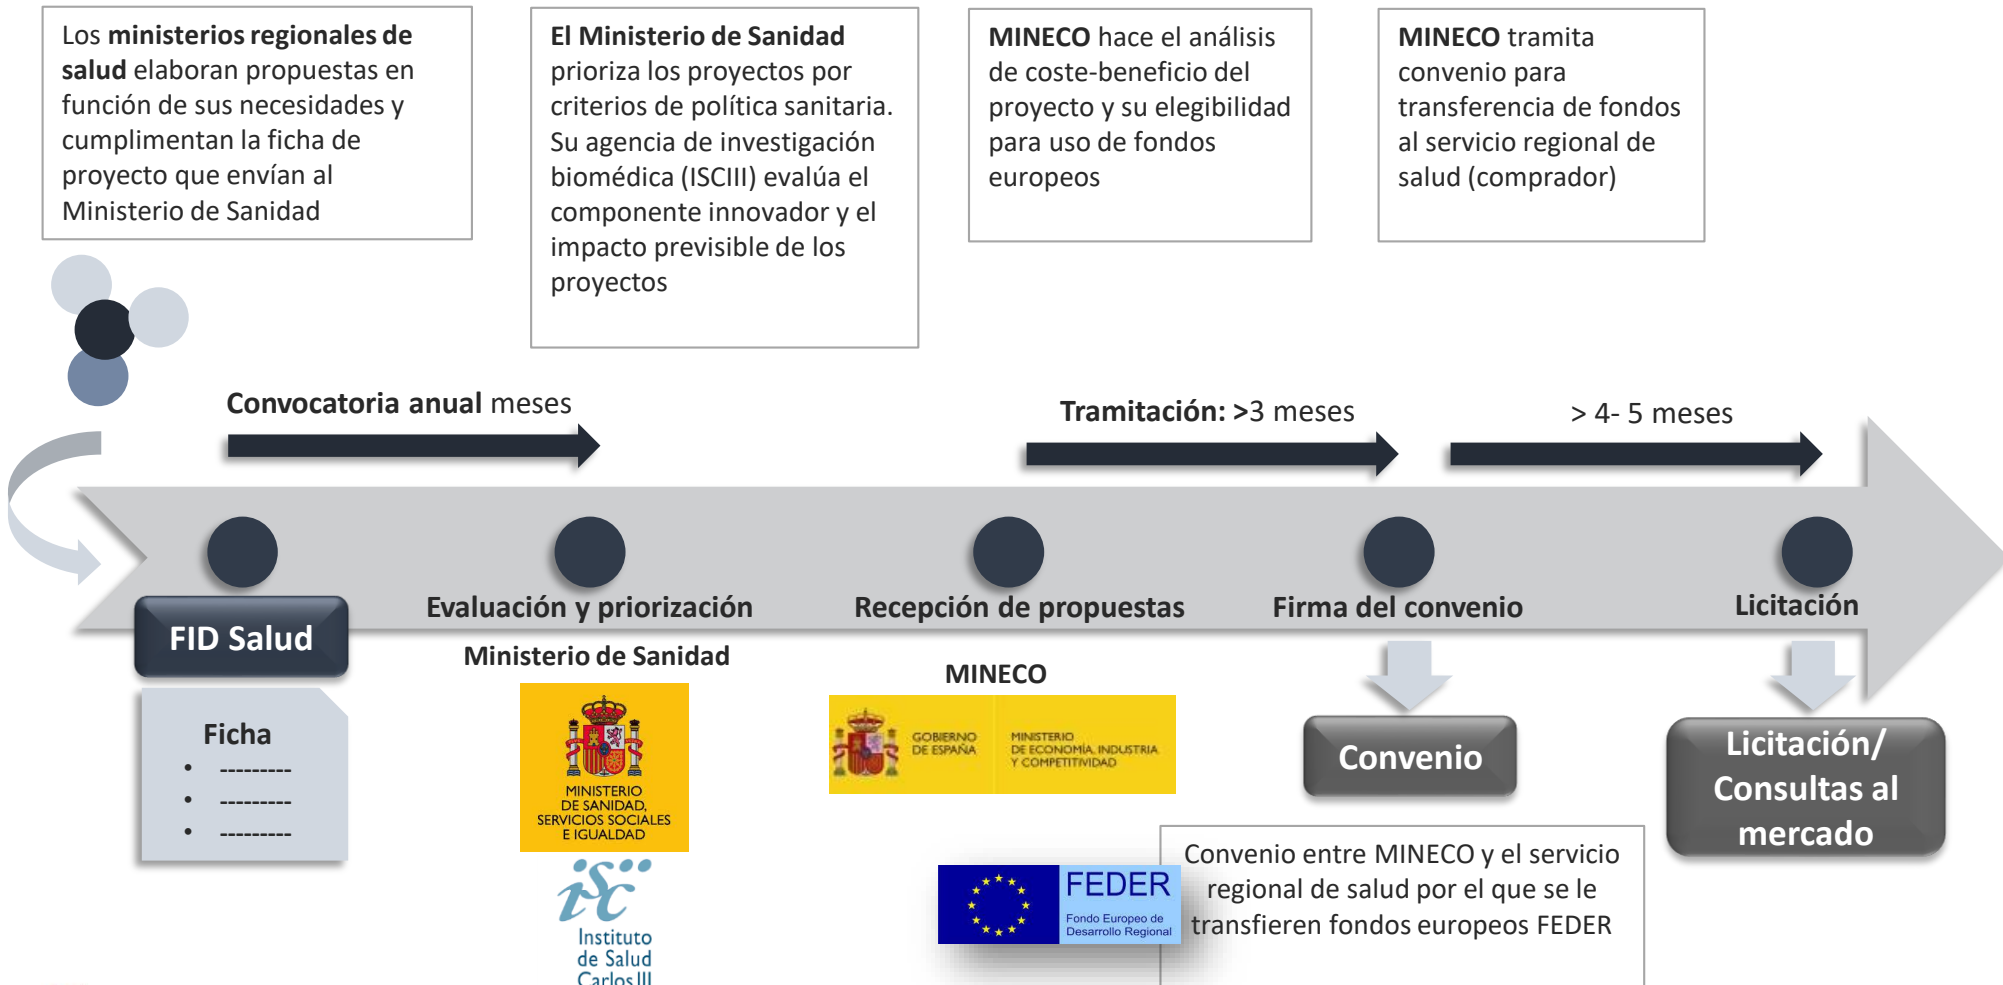 Los ministerios regionales de
salud elaboran propuestas en
función de sus necesidades y
cumplimentan la ficha de
proyecto que envían al
Ministerio de Sanidad
El Ministerio de Sanidad
prioriza los proyectos por
criterios de política sanitaria.
Su agencia de investigación
biomédica (ISCIII) evalúa el
componente innovador y el
impacto previsible de los
proyectos
MINECO hace el análisis
de coste-beneficio del
proyecto y su elegibilidad
para uso de fondos
europeos
MINECO tramita
convenio para
transferencia de fondos
al servicio regional de
salud (comprador)
Convocatoria anual meses
Tramitación: >3 meses
> 4- 5 meses
FID Salud
Evaluación y priorización
Recepción de propuestas
Firma del convenio
Licitación
Ficha
• ---------
• ---------
• ---------
Ministerio de Sanidad
MINISTERIO
DE SANIDAD,
SERVICIOS SOCIALES
E IGUALDAD
isc
Instituto
de Salud
Carlos III
MINECO
GOBIERNO
DE ESPAÑA
MINISTERIO
DE ECONOMÍA, INDUSTRIA
Y COMPETITIVIDAD
Convenio
Licitación/
Consultas al
mercado
FEDER
Fondo Europeo de
Desarrollo Regional
Convenio entre MINECO y el servicio
regional de salud por el que se le
transfieren fondos europeos FEDER